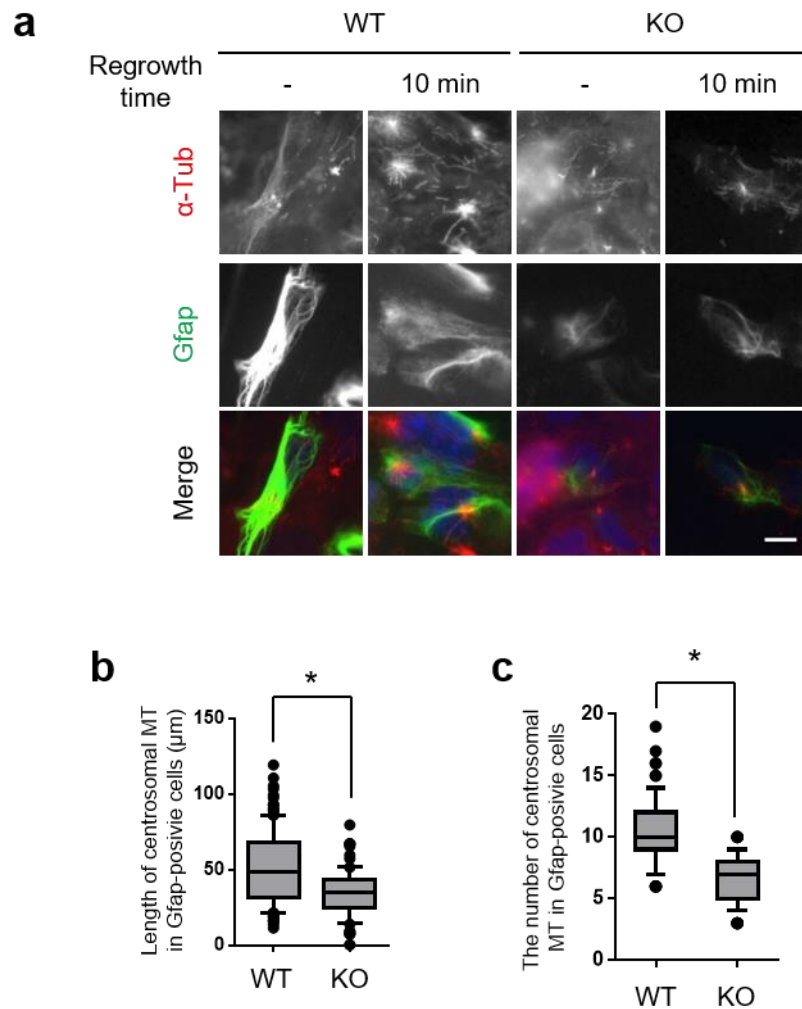 a
WT
KO
Regrowth
time
-
10 min
-
10 min
α-Tub
Gfap
Merge
b
Length of centrosomal MT
in Gfap-posivie cells (μm)
*
150
100
50
0
WT
KO
c
The number of centrosomal
MT in Gfap-posivie cells
*
20
15
10
5
0
WT
KO